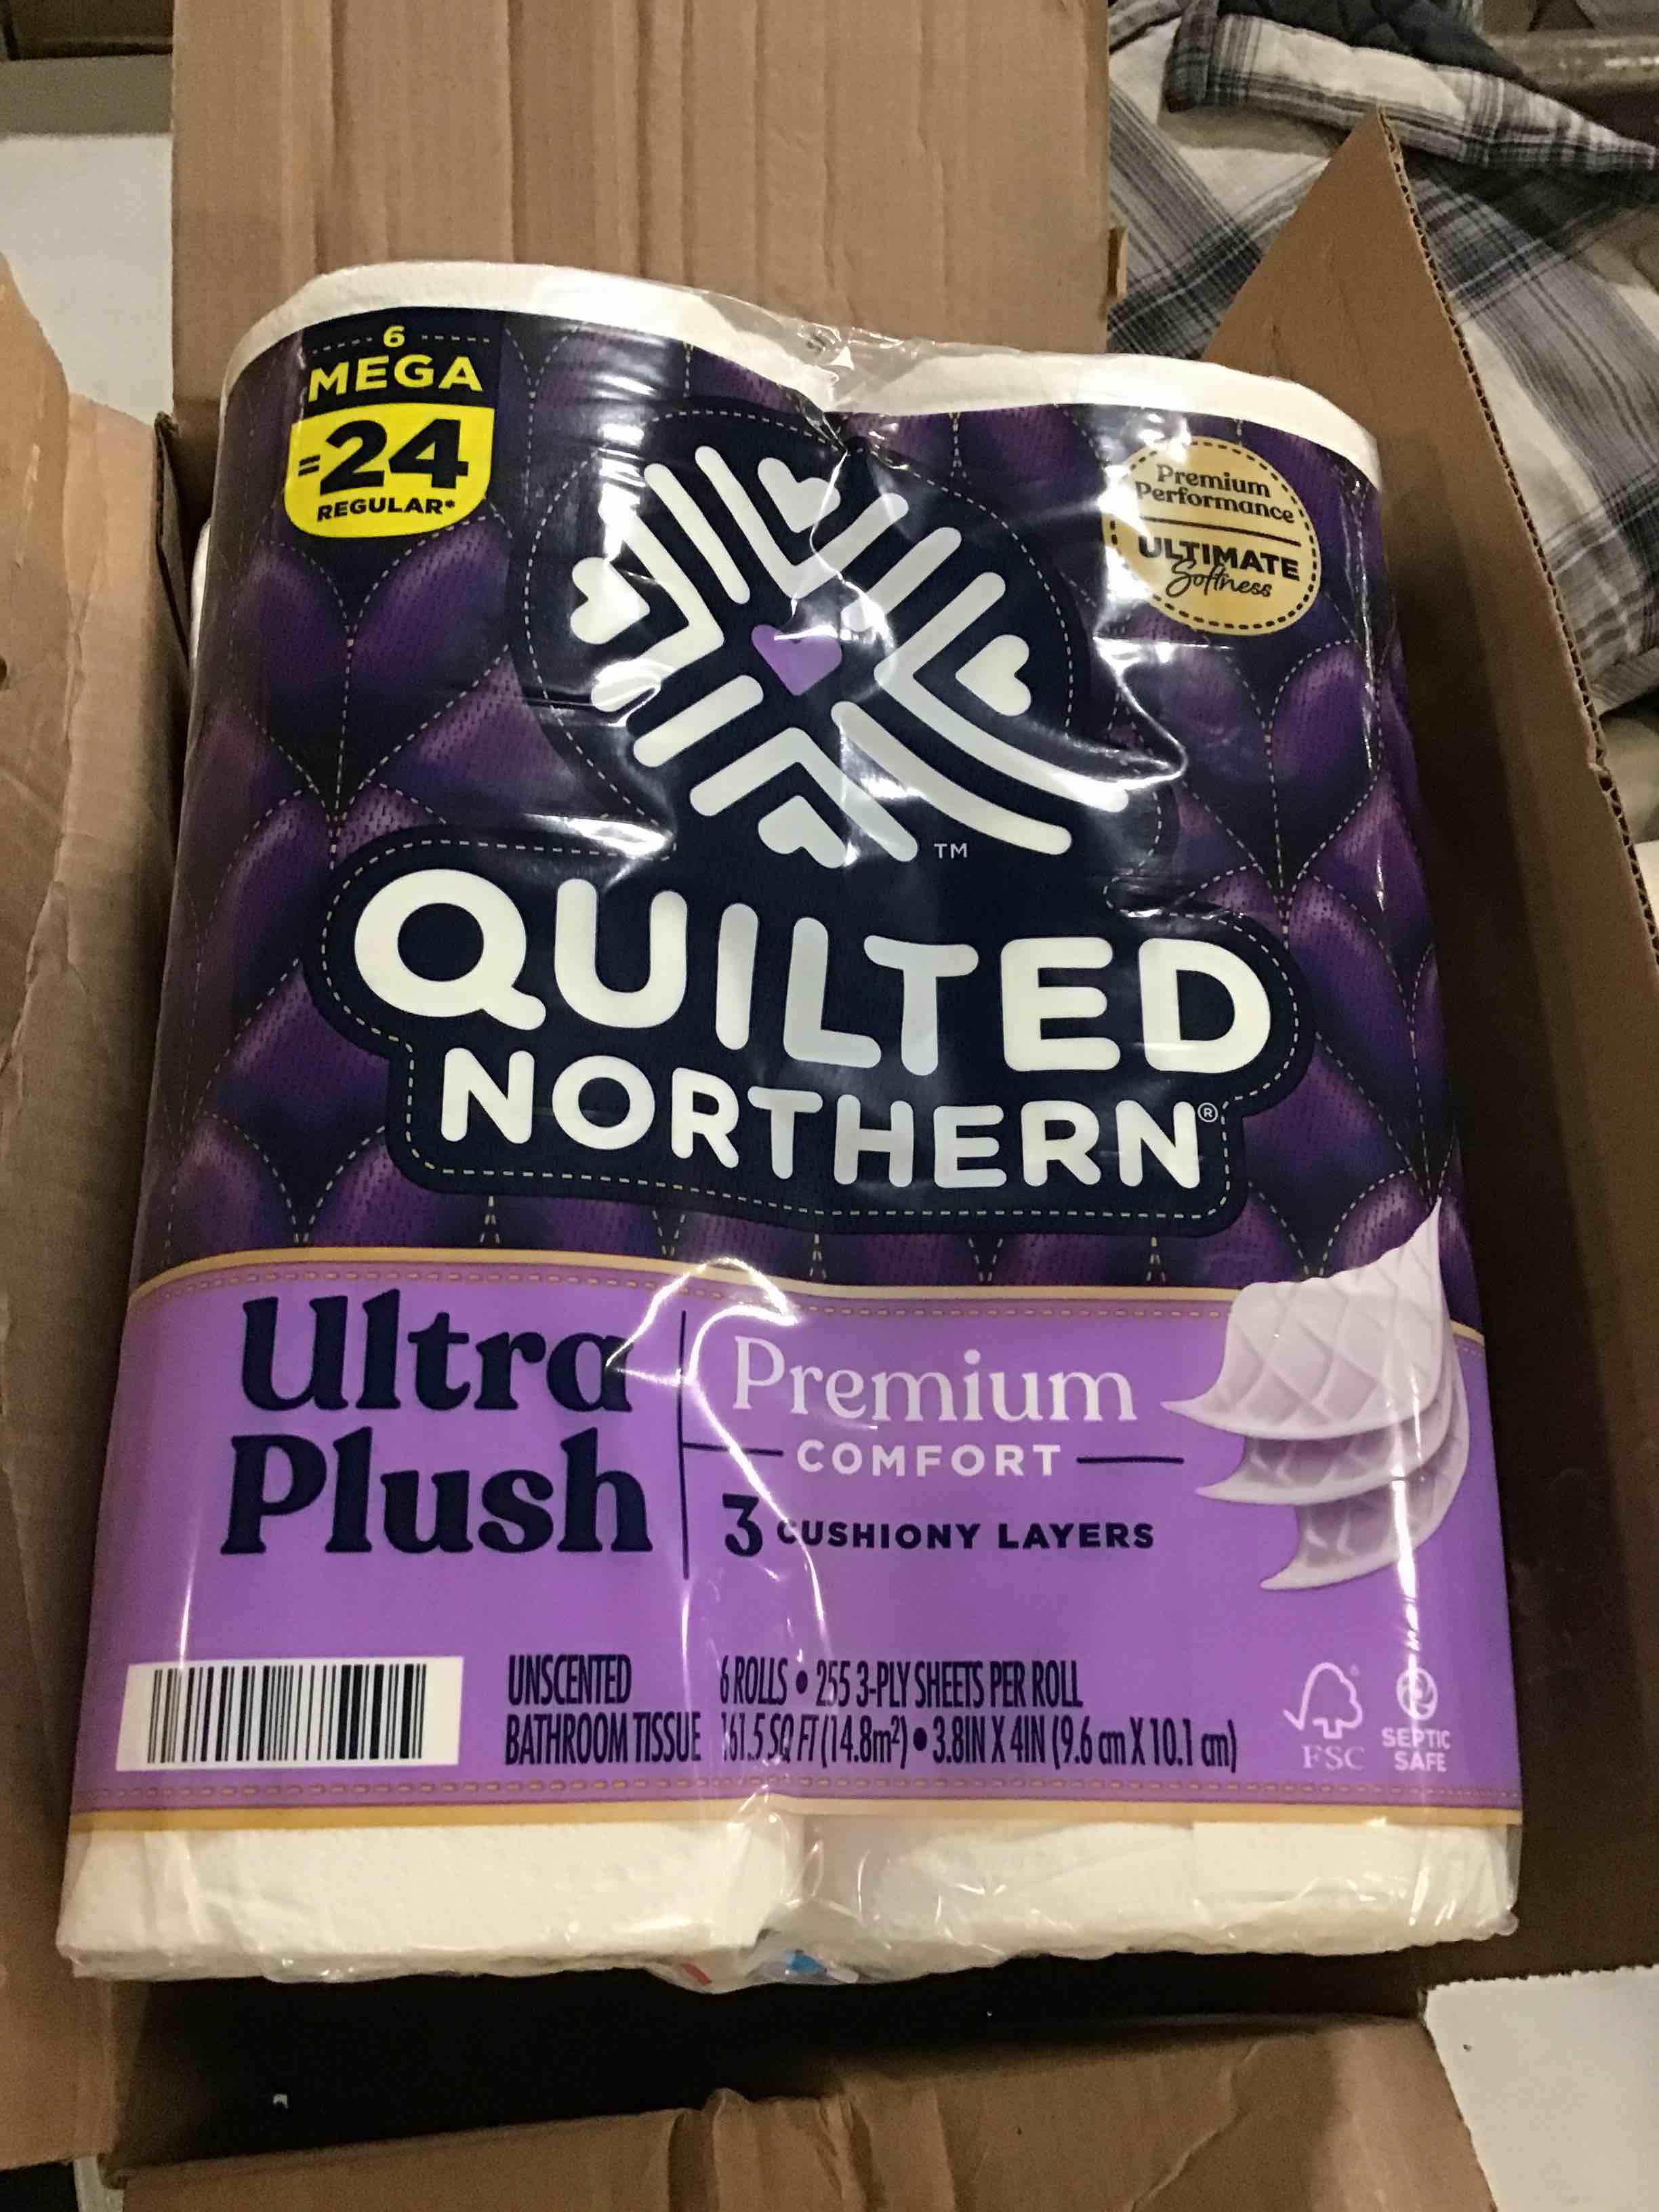 6
MEGA
=24
REGULAR*
Premium
Performance
ULTIMATE
Softness
TM
QUILTED
NORTHERN®
Ultra
Plush
Premium
COMFORT
3 CUSHIONY LAYERS
UNSCENTED
BATHROOM TISSUE
6 ROLLS • 255 3-PLY SHEETS PER ROLL
161.5 SQ FT (14.8m²) • 3.8IN X 4IN (9.6 cm X 10.1 cm)
FSC
SEPTIC
SAFE